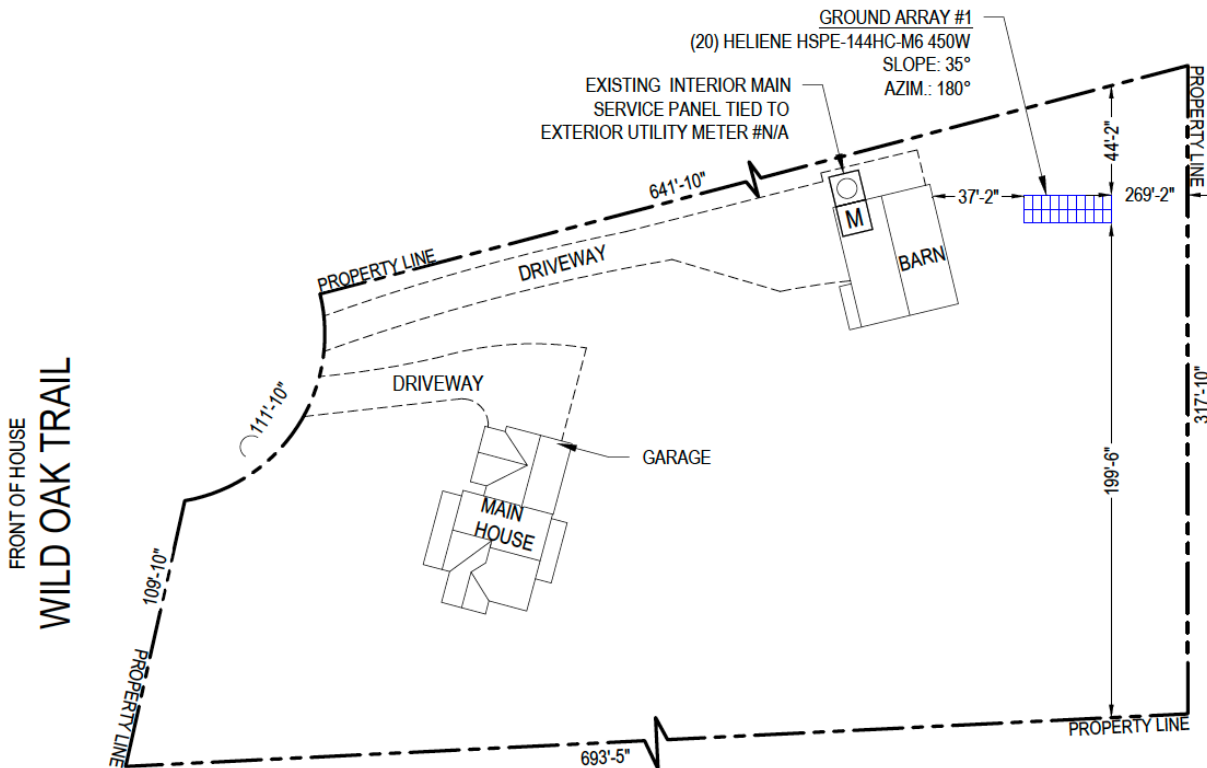 GROUND ARRAY #1
(20) HELIENE HSPE-144HC-M6 450W
SLOPE: 35°
AZIM.: 180°
EXISTING INTERIOR MAIN
SERVICE PANEL TIED TO
EXTERIOR UTILITY METER #N/A
PROPERTY LINE
44'-2"
641'-10"
37'-2"
269'-2"
M
BARN
PROPERTY LINE
DRIVEWAY
DRIVEWAY
111'-10"
317'-10"
199'-6"
GARAGE
MAIN
HOUSE
FRONT OF HOUSE
WILD OAK TRAIL
109'-10"
PROPERTY LINE
PROPERTY LINE
693'-5"